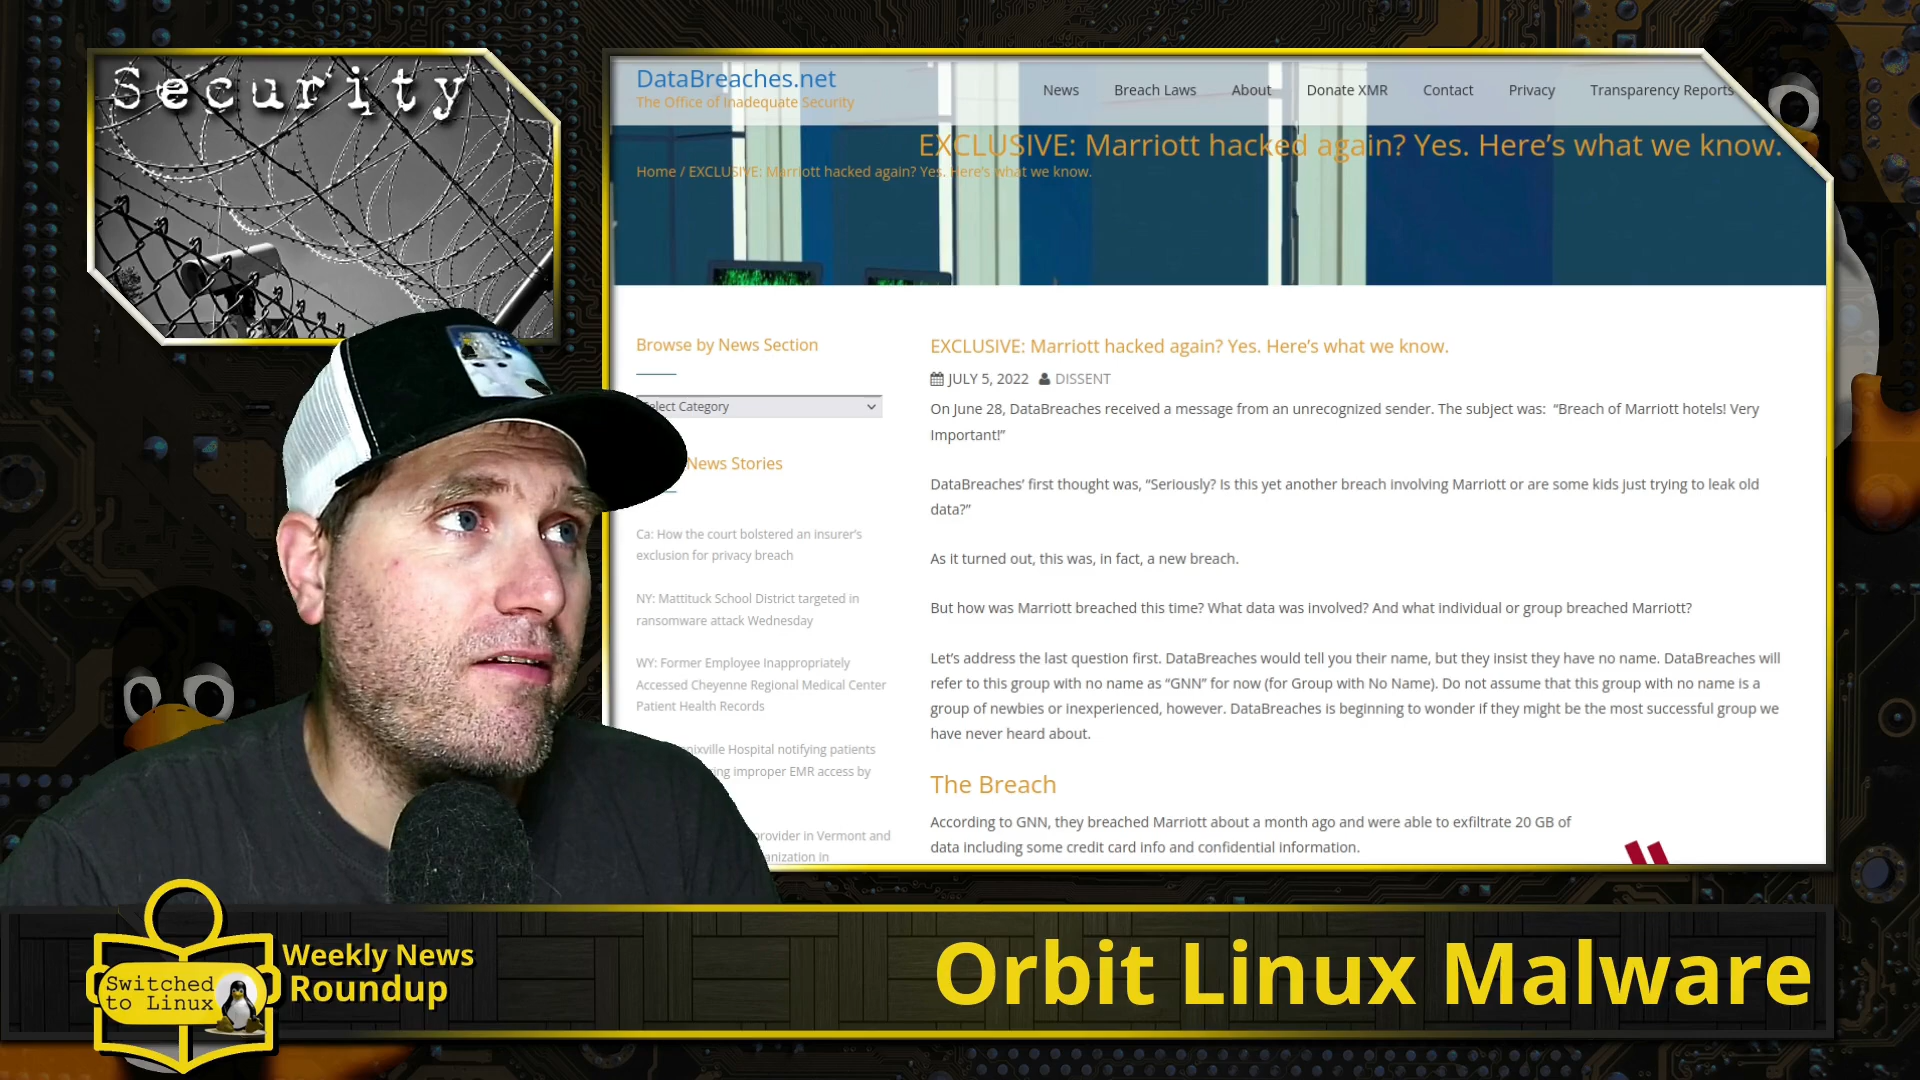 Security
DataBreaches.net
The Office of Inadequate Security
News
Breach Laws
About
Donate XMR
Contact
Privacy
Transparency Reports
EXCLUSIVE: Marriott hacked again? Yes. Here’s what we know.
Home / EXCLUSIVE: Marriott hacked again? Yes. Here’s what we know.
Browse by News Section
Select Category
News Stories
Ca: How the court bolstered an insurer’s
exclusion for privacy breach
NY: Mattituck School District targeted in
ransomware attack Wednesday
WY: Former Employee Inappropriately
Accessed Cheyenne Regional Medical Center
Patient Health Records
Hospital notifying patients
improper EMR access by
provider in Vermont and
in
EXCLUSIVE: Marriott hacked again? Yes. Here’s what we know.
JULY 5, 2022 DISSENT
On June 28, DataBreaches received a message from an unrecognized sender. The subject was: “Breach of Marriott hotels! Very
Important!”
DataBreaches’ first thought was, “Seriously? Is this yet another breach involving Marriott or are some kids just trying to leak old
data?”
As it turned out, this was, in fact, a new breach.
But how was Marriott breached this time? What data was involved? And what individual or group breached Marriott?
Let’s address the last question first. DataBreaches would tell you their name, but they insist they have no name. DataBreaches will
refer to this group with no name as “GNN” for now (for Group with No Name). Do not assume that this group with no name is a
group of newbies or inexperienced, however. DataBreaches is beginning to wonder if they might be the most successful group we
have never heard about.
The Breach
According to GNN, they breached Marriott about a month ago and were able to exfiltrate 20 GB of
data including some credit card info and confidential information.
Switched
to Linux
Weekly News
Roundup
Orbit Linux Malware